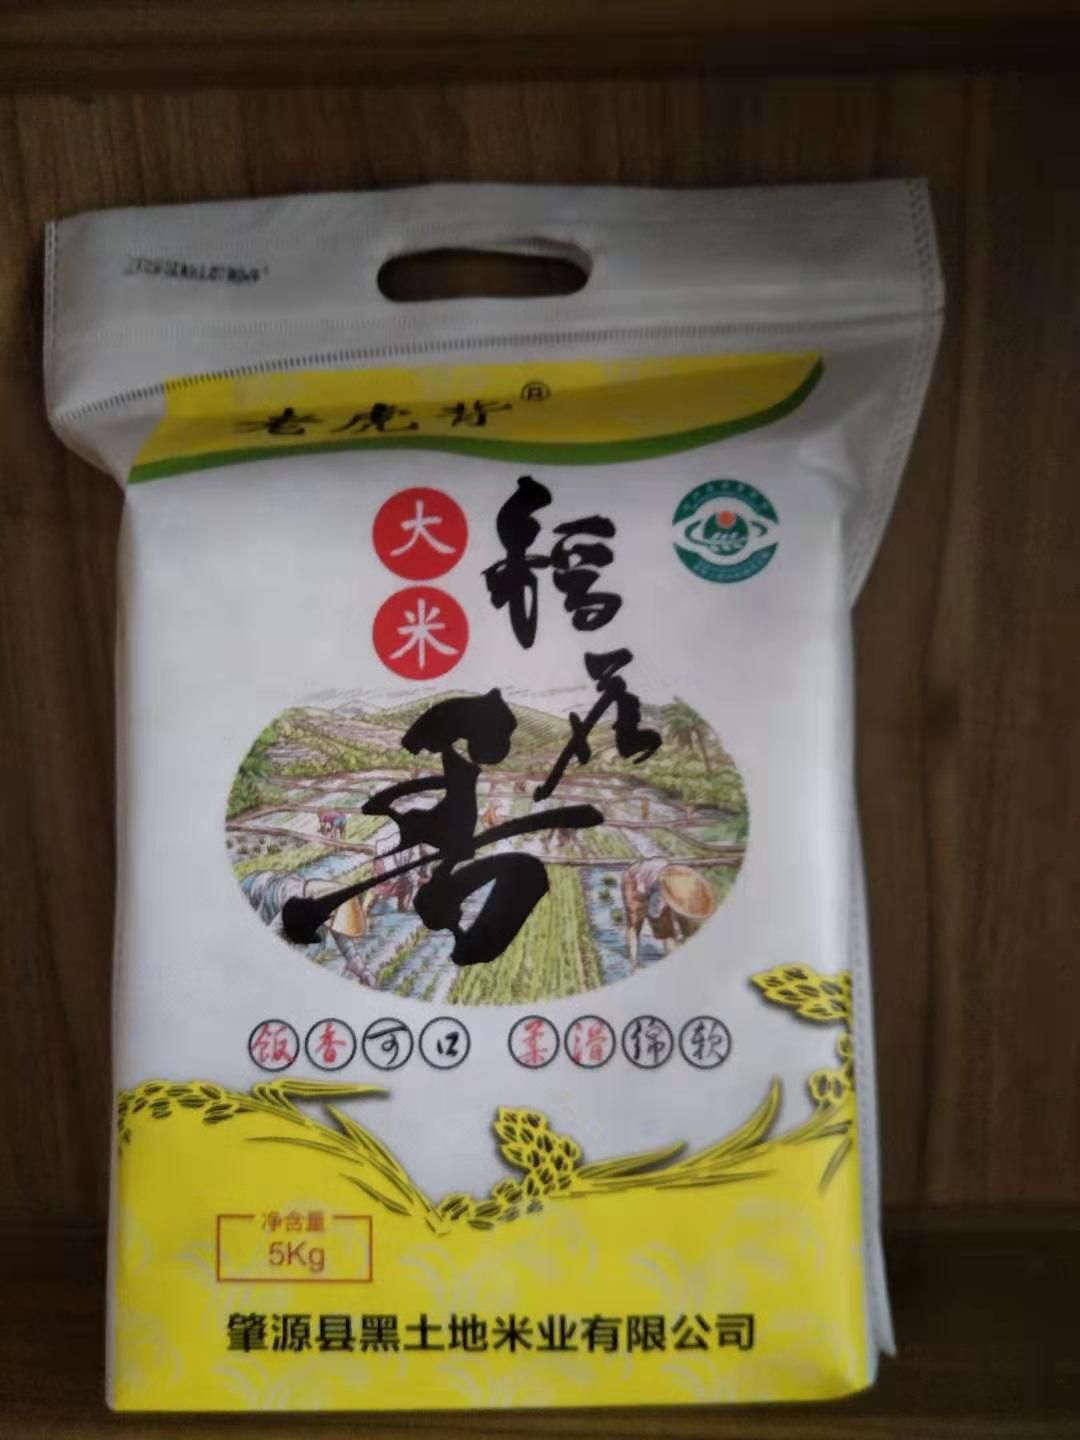 老虎背®
大米
稻花香
饭香可口 柔滑绵软
净含量
5Kg
肇源县黑土地米业有限公司